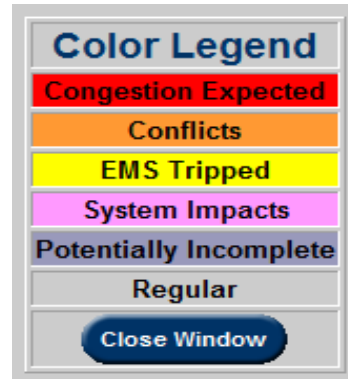 Color Legend
Congestion Expected
Conflicts
EMS Tripped
System Impacts
Potentially Incomplete
Regular
Close Window